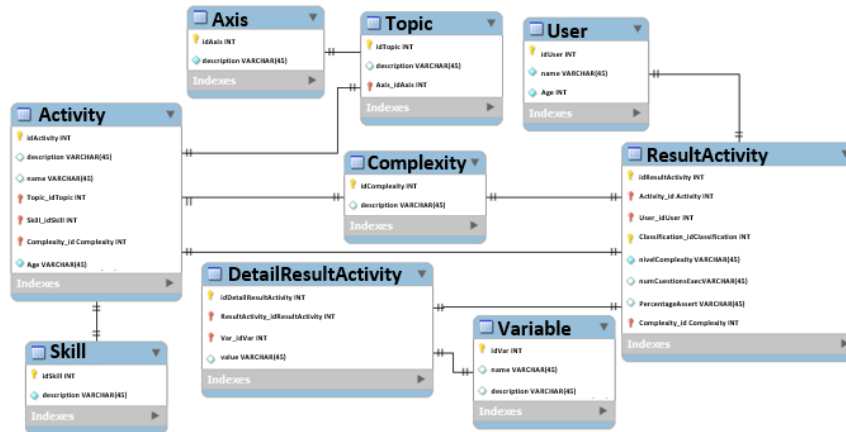 Axis
idAxis INT
description VARCHAR(45)
Indexes
Topic
idTopic INT
description VARCHAR(45)
Axis_idAxis INT
Indexes
User
idUser INT
name VARCHAR(45)
Age INT
Indexes
Activity
idActivity INT
description VARCHAR(45)
name VARCHAR(45)
Topic_idTopic INT
Skill_idSkill INT
Complexity_id Complexity INT
Age VARCHAR(45)
Indexes
Complexity
idComplexity INT
description VARCHAR(45)
Indexes
ResultActivity
idResultActivity INT
Activity_id Activity INT
User_idUser INT
Classification_idClassification INT
nivelComplexity VARCHAR(45)
numCuestionsExecVARCHAR(45)
PercentageAssert VARCHAR(45)
Complexity_id Complexity INT
Indexes
DetailResultActivity
idDetailResultActivity INT
ResultActivity_idResultActivity INT
Var_idVar INT
value VARCHAR(45)
Indexes
Variable
idVar INT
name VARCHAR(45)
description VARCHAR(45)
Indexes
Skill
idSkill INT
description VARCHAR(45)
Indexes